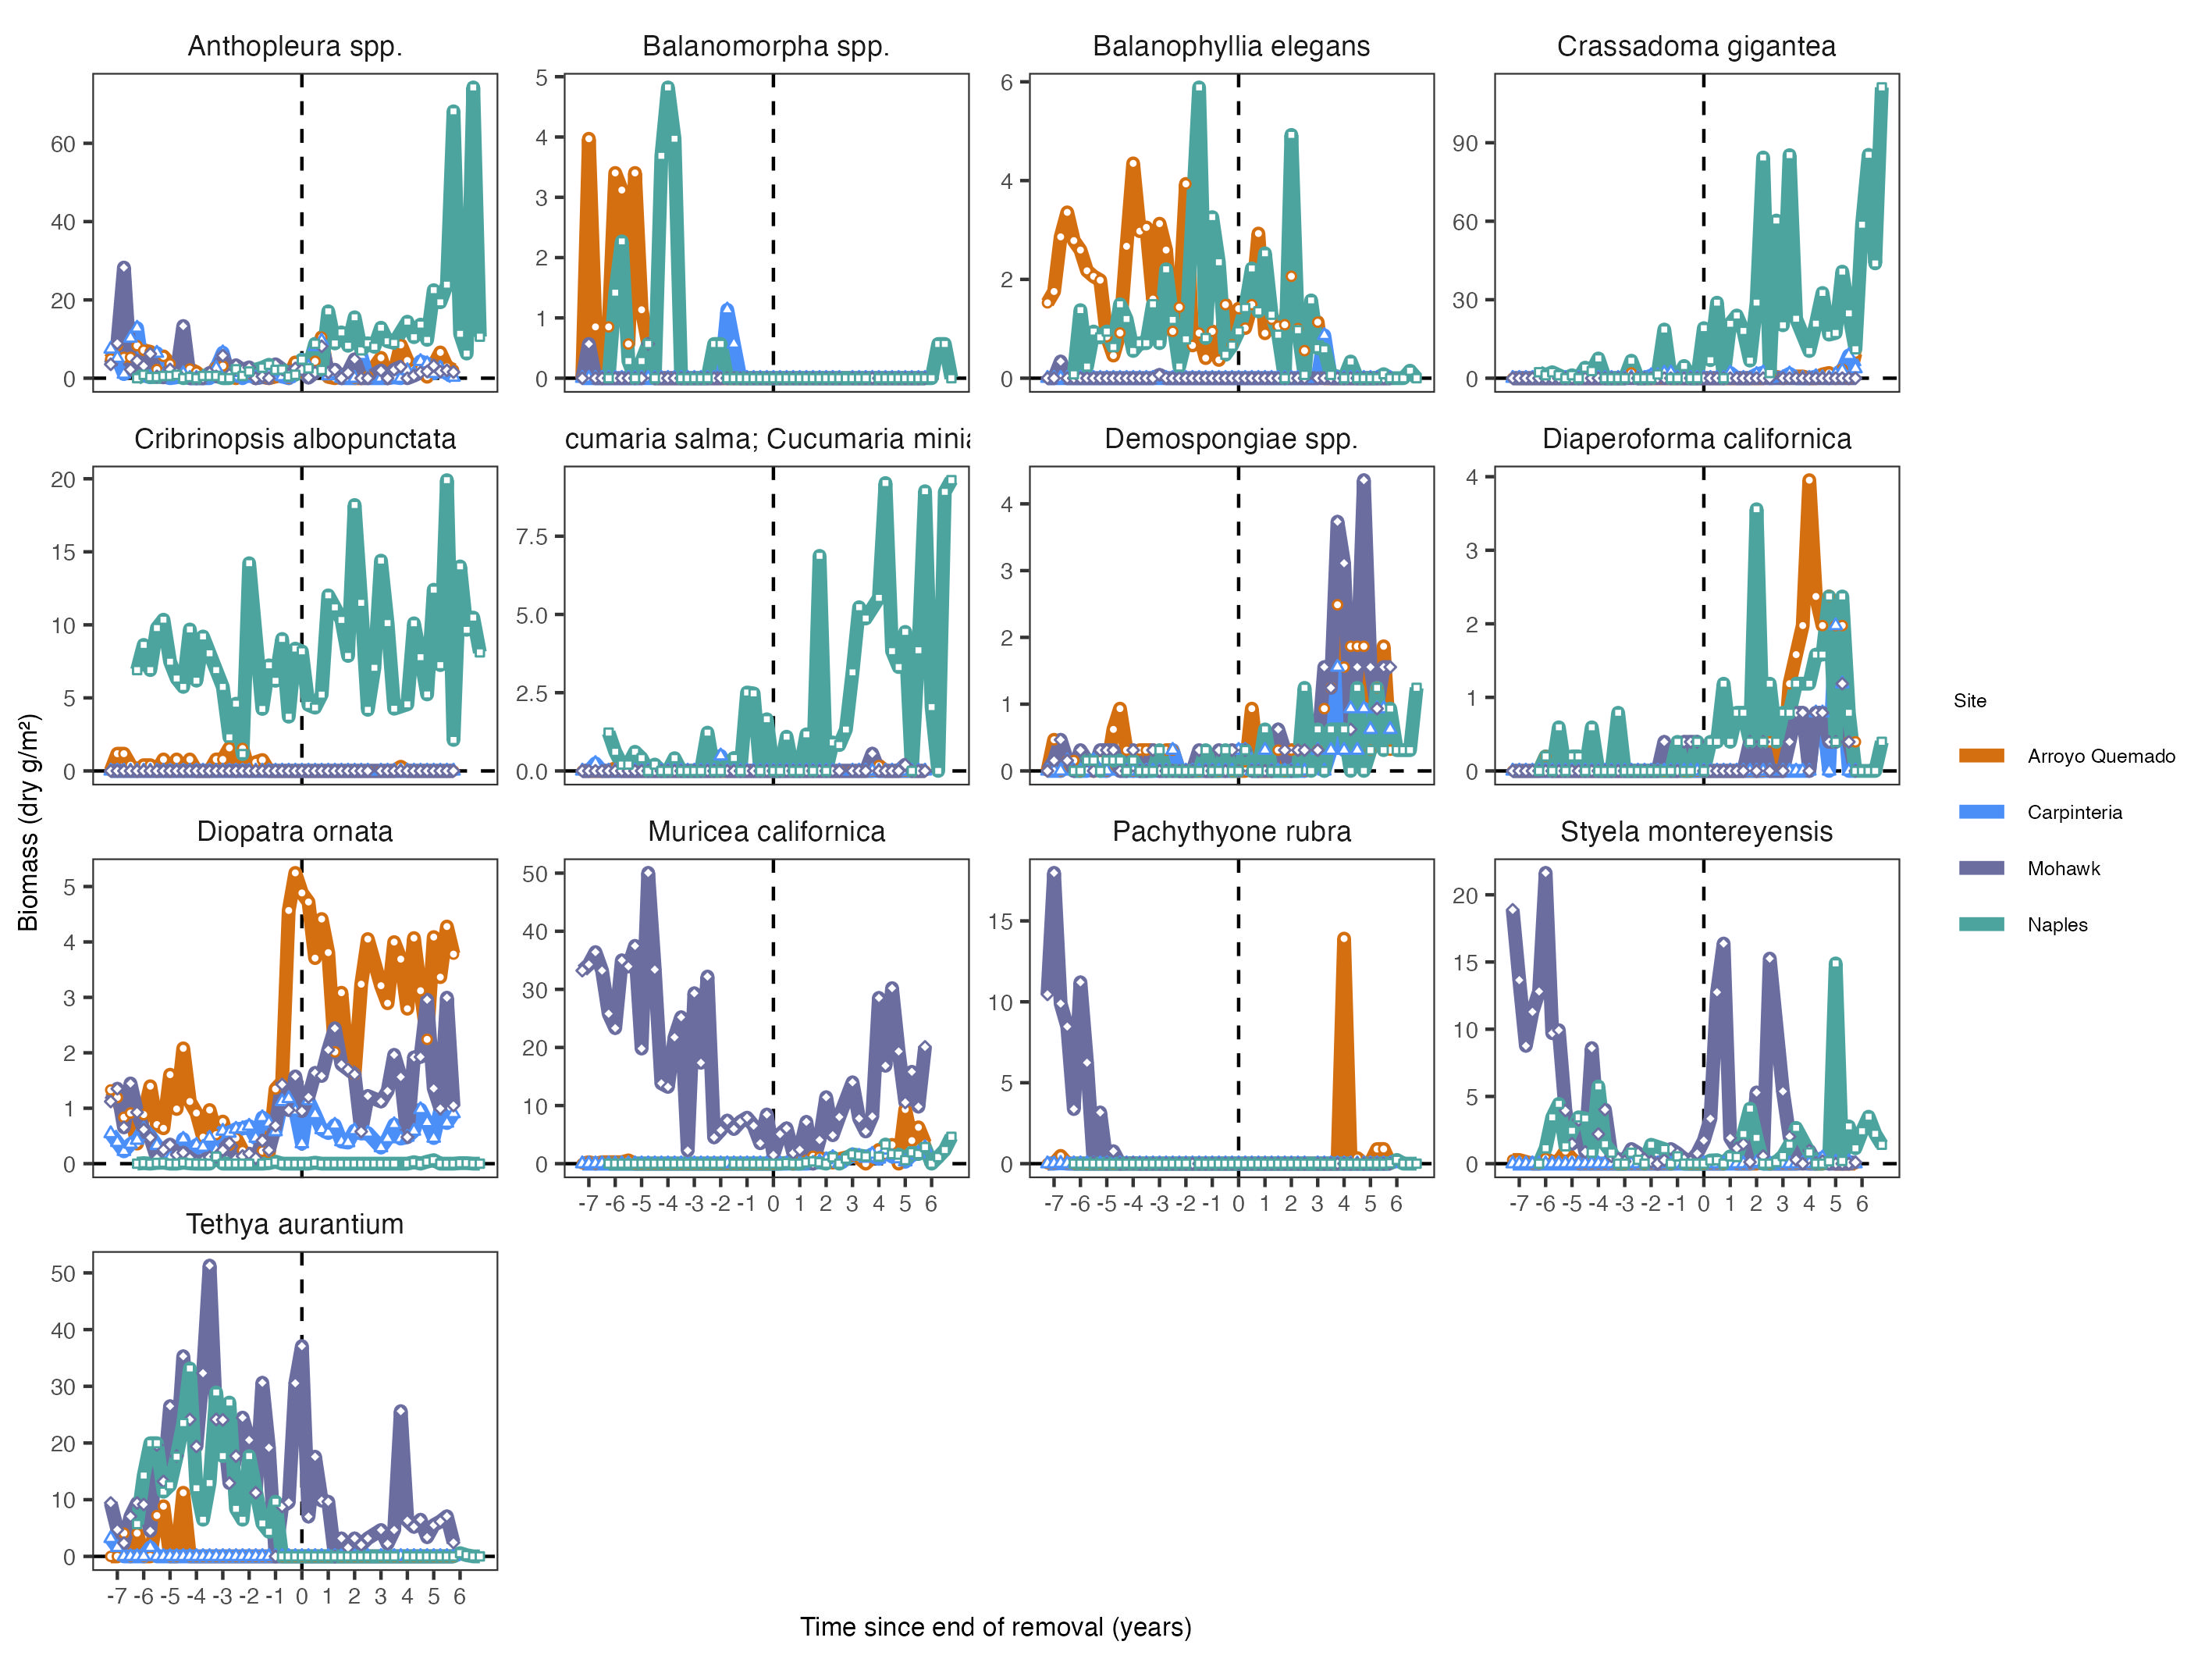 Anthopleura spp.
Balanomorpha spp.
Balanophyllia elegans
Crassadoma gigantea
60
40
20
0
5
4
3
2
1
0
6
4
2
0
90
60
30
0
Cribrinopsis albopunctata
cumaria salma; Cucumaria minia
Demospongiae spp.
Diaperoforma californica
20
15
10
5
0
7.5
5.0
2.5
0.0
4
3
2
1
0
4
3
2
1
0
Diopatra ornata
Muricea californica
Pachythyone rubra
Styela montereyensis
5
4
3
2
1
0
50
40
30
20
10
0
-7 -6 -5 -4 -3 -2 -1 0 1 2 3 4 5 6
15
10
5
0
-7 -6 -5 -4 -3 -2 -1 0 1 2 3 4 5 6
20
15
10
5
0
-7 -6 -5 -4 -3 -2 -1 0 1 2 3 4 5 6
Tethya aurantium
50
40
30
20
10
0
-7 -6 -5 -4 -3 -2 -1 0 1 2 3 4 5 6
Biomass (dry g/m²)
Time since end of removal (years)
Site
Arroyo Quemado
Carpinteria
Mohawk
Naples